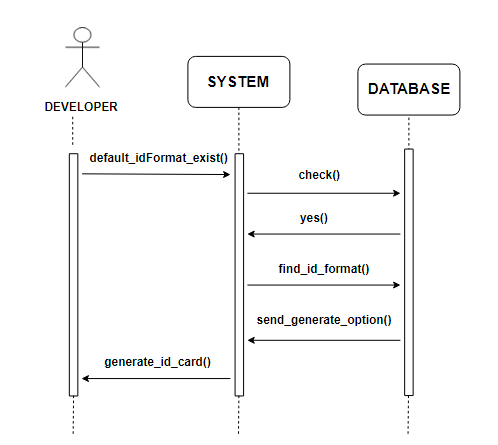 SYSTEM
DATABASE
DEVELOPER
default_idFormat_exist()
check()
yes()
find_id_format()
send_generate_option()
generate_id_card()